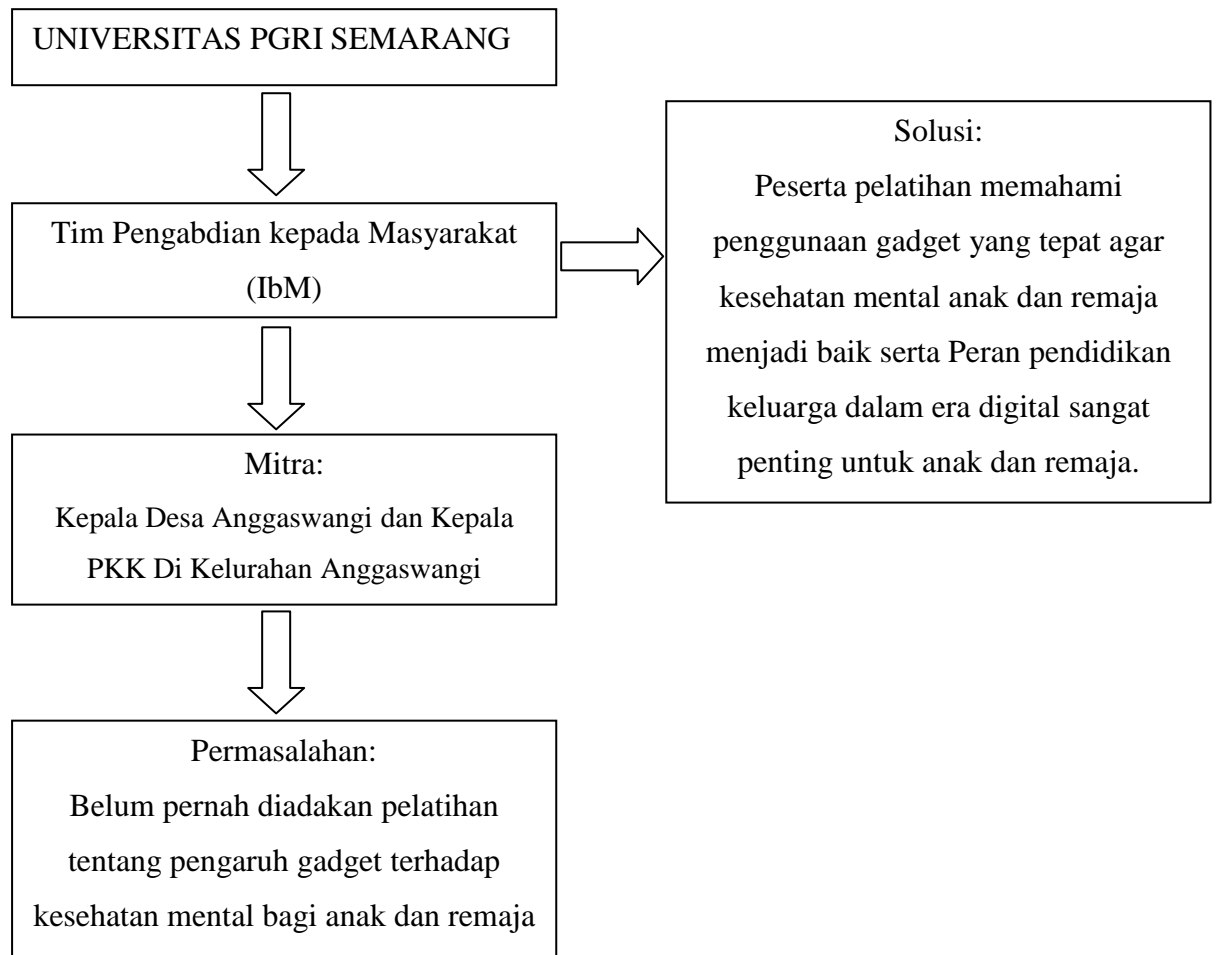 UNIVERSITAS PGRI SEMARANG
Tim Pengabdian kepada Masyarakat
(IbM)
Solusi:
Peserta pelatihan memahami
penggunaan gadget yang tepat agar
kesehatan mental anak dan remaja
menjadi baik serta Peran pendidikan
keluarga dalam era digital sangat
penting untuk anak dan remaja.
Mitra:
Kepala Desa Anggaswangi dan Kepala
PKK Di Kelurahan Anggaswangi
Permasalahan:
Belum pernah diadakan pelatihan
tentang pengaruh gadget terhadap
kesehatan mental bagi anak dan remaja